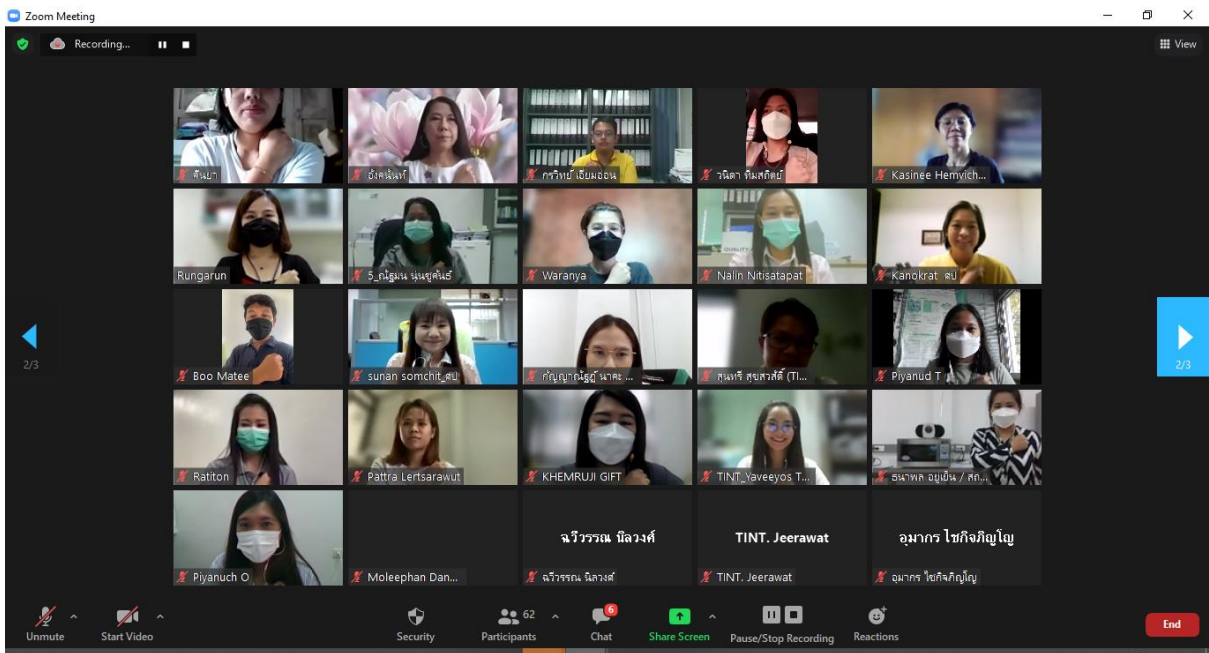 Zoom Meeting
Recording...
View
คืนยา
อังคนันท์
กรวิทย์ เอียมอ่อน
วนิดา ทิมสถิตย์
Kasinee Hemvich...
Rungarun
5_ณัฐมน นุ่นชูคันธ์
Waranya
Nalin Nitisatapat
Kanokrat ศป
Boo Matee
sunan somchit_ศป
กัญญาณัฐฎ์ นาคะ ...
สุนทรี สุขสวัสดิ์ (TI...
Piyanud T
Ratiton
Pattra Lertsarawut
KHEMRUJI GIFT
TINT_Yaveeyos T...
ธนาพล อยู่เย็น / สถ...
QUALITY
Piyanuch O
Moleephan Dan...
ฉวีวรรณ นิลวงศ์
ฉวีวรรณ นิลวงศ์
TINT. Jeerawat
TINT. Jeerawat
อุมากร ไชกิจภิญโญ
อุมากร ไชกิจภิญโญ
2/3
2/3
Unmute
Start Video
Security
62
Participants
6
Chat
Share Screen
Pause/Stop Recording
Reactions
End